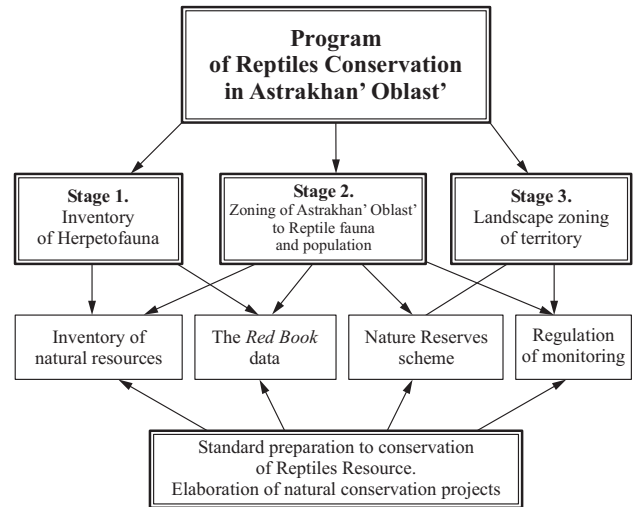 Program
of Reptiles Conservation
in Astrakhan’ Oblast’
Stage 1.
Inventory
of Herpetofauna
Stage 2.
Zoning of Astrakhan’ Oblast’
to Reptile fauna
and population
Stage 3.
Landscape zoning
of territory
Inventory of
natural resources
The Red Book
data
Nature Reserves
scheme
Regulation
of monitoring
Standard preparation to conservation
of Reptiles Resource.
Elaboration of natural conservation projects